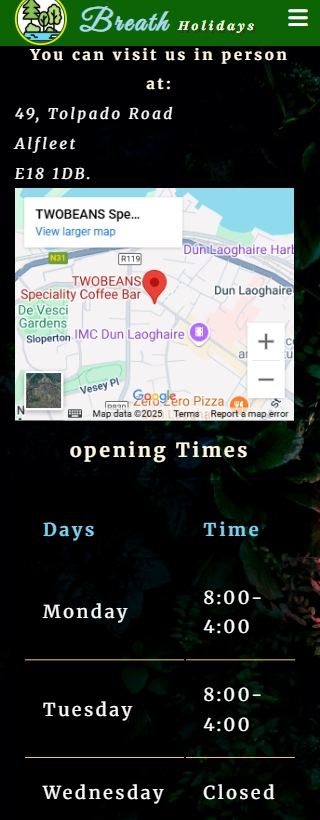 Breath Holidays
You can visit us in person
at:
49, Tolpado Road
Alfleet
E18 1DB.
TWOBEANS Spe...
View larger map
Dun Laoghaire Harb
N31
R119
TWOBEANS
Speciality Coffee Bar
Dun Laoghaire
De Vesci
Gardens
IMC Dun Laoghaire
Sloperton
Vesey Pl
Google
Zero Zero Pizza
Map data ©2025 Terms Report a map error
opening Times
Days Time
Monday 8:00-
4:00
Tuesday 8:00-
4:00
Wednesday Closed